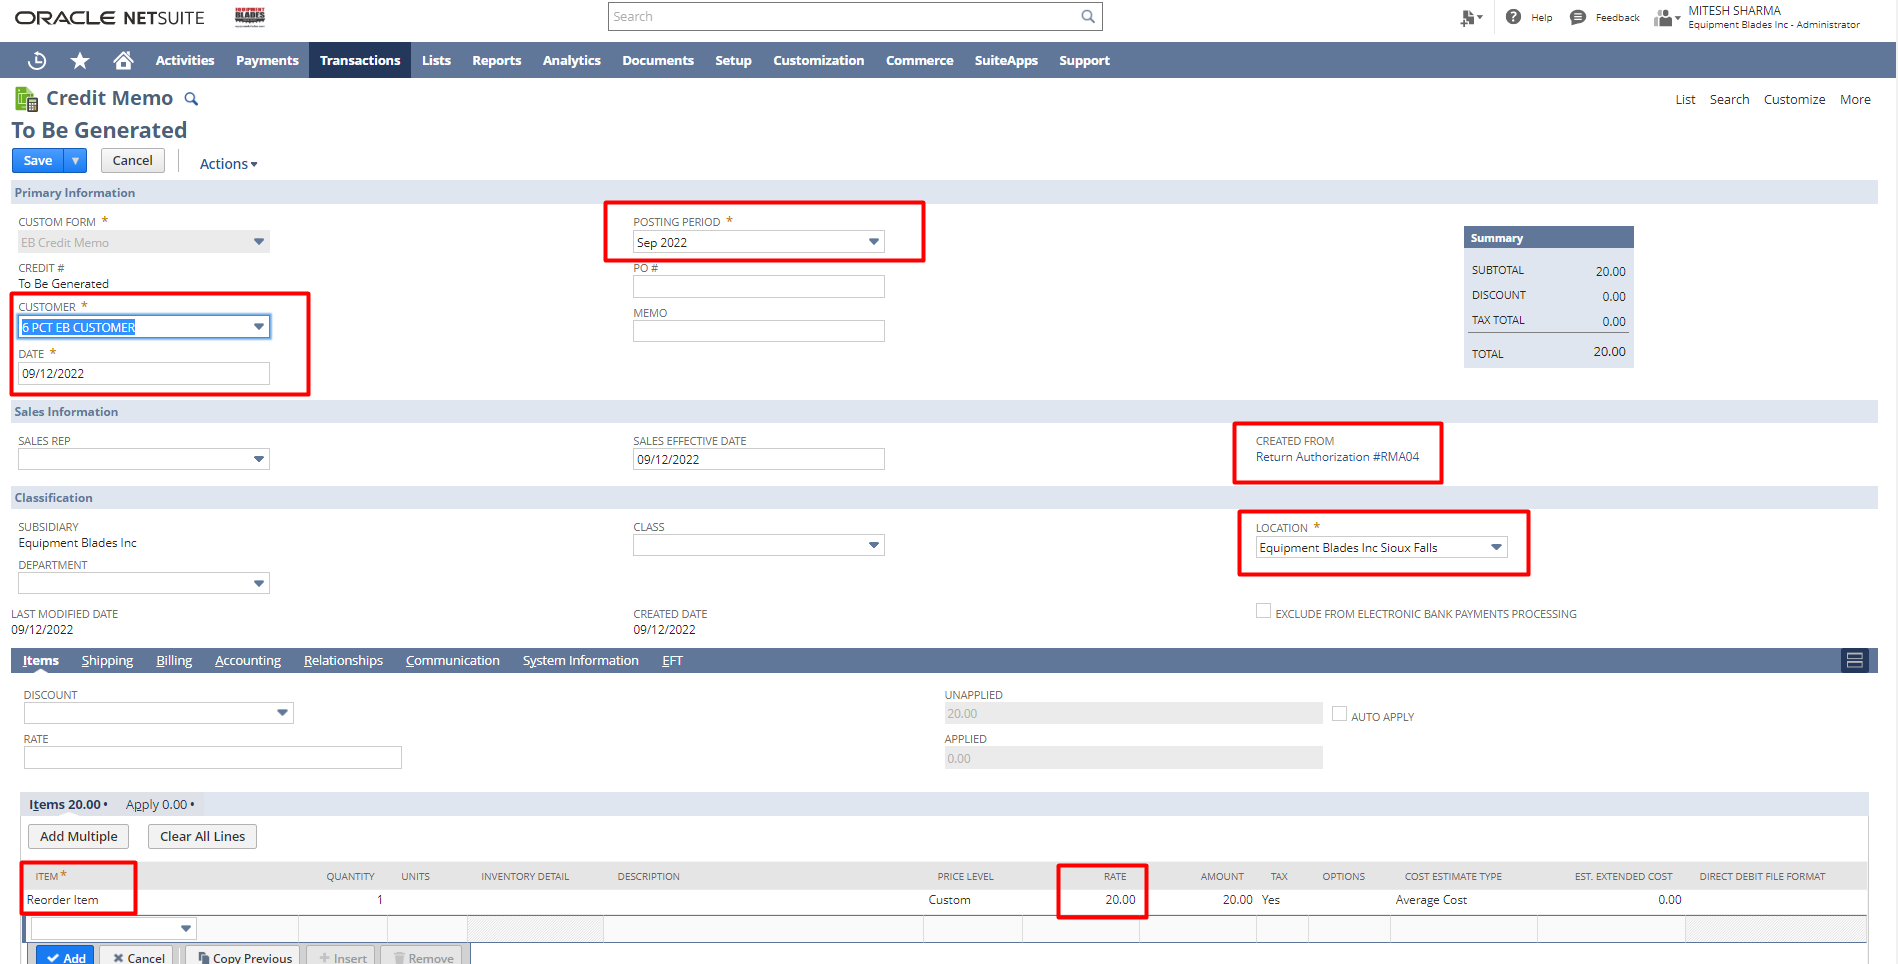 ORACLE NETSUITE
EQUIPMENT
BLADES
Search
Help
Feedback
MITESH SHARMA
Equipment Blades Inc - Administrator
Activities
Payments
Transactions
Lists
Reports
Analytics
Documents
Setup
Customization
Commerce
SuiteApps
Support
Credit Memo
List
Search
Customize
More
To Be Generated
Save
Cancel
Actions
Primary Information
CUSTOM FORM *
EB Credit Memo
CREDIT #
To Be Generated
CUSTOMER *
6 PCT EB CUSTOMER
DATE *
09/12/2022
POSTING PERIOD *
Sep 2022
PO #
MEMO
Summary
SUBTOTAL 20.00
DISCOUNT 0.00
TAX TOTAL 0.00
TOTAL 20.00
Sales Information
SALES REP
SALES EFFECTIVE DATE
09/12/2022
CREATED FROM
Return Authorization #RMA04
Classification
SUBSIDIARY
Equipment Blades Inc
DEPARTMENT
LAST MODIFIED DATE
09/12/2022
CLASS
CREATED DATE
09/12/2022
LOCATION *
Equipment Blades Inc Sioux Falls
EXCLUDE FROM ELECTRONIC BANK PAYMENTS PROCESSING
Items
Shipping
Billing
Accounting
Relationships
Communication
System Information
EFT
DISCOUNT
RATE
UNAPPLIED
20.00
AUTO APPLY
APPLIED
0.00
Items 20.00 •
Apply 0.00 •
Add Multiple
Clear All Lines
ITEM * QUANTITY UNITS INVENTORY DETAIL DESCRIPTION PRICE LEVEL RATE AMOUNT TAX OPTIONS COST ESTIMATE TYPE EST. EXTENDED COST DIRECT DEBIT FILE FORMAT
Reorder Item 1 Custom 20.00 20.00 Yes Average Cost 0.00
Add
Cancel
Copy Previous
Insert
Remove